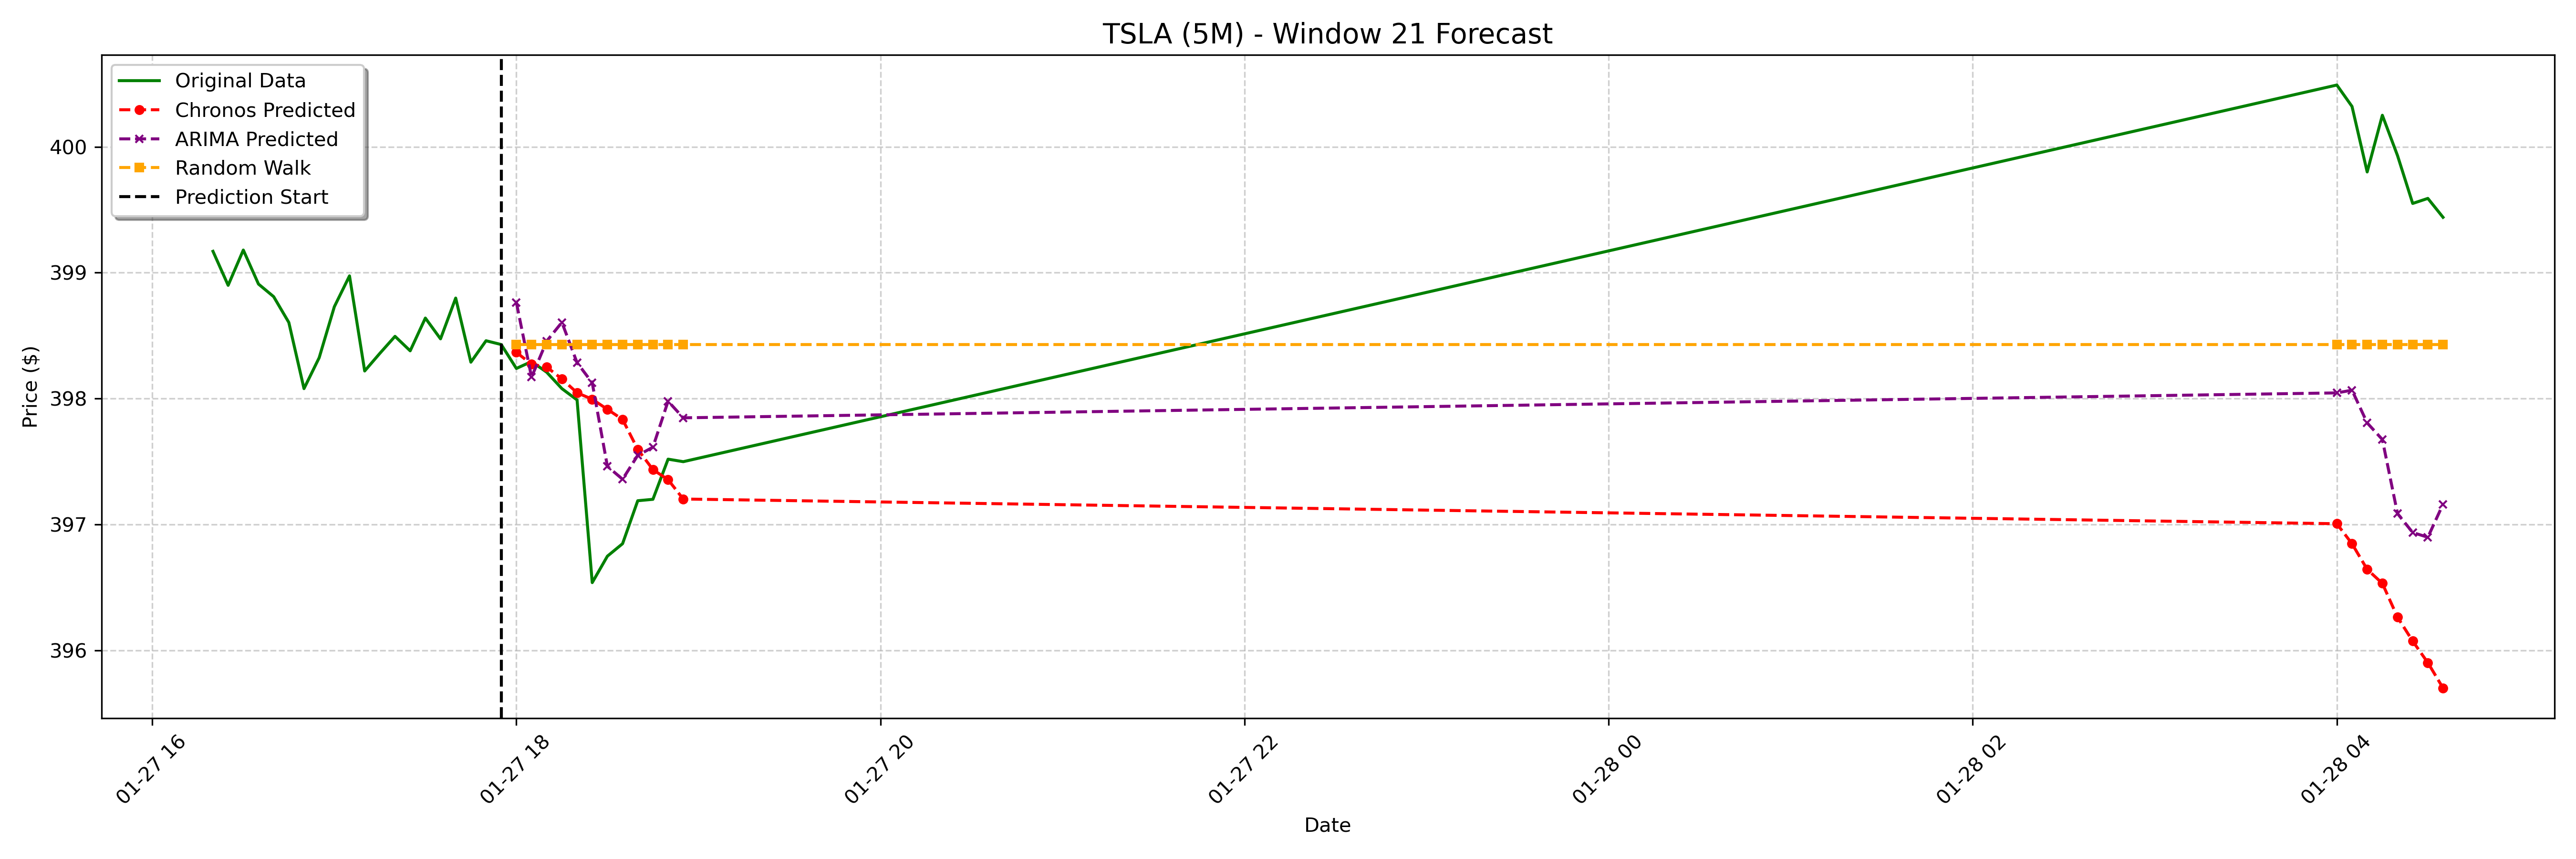 TSLA (5M) - Window 21 Forecast
Original Data
Chronos Predicted
ARIMA Predicted
Random Walk
Prediction Start
Price ($)
400
399
398
397
396
01-27 16
01-27 18
01-27 20
01-27 22
01-28 00
01-28 02
01-28 04
Date